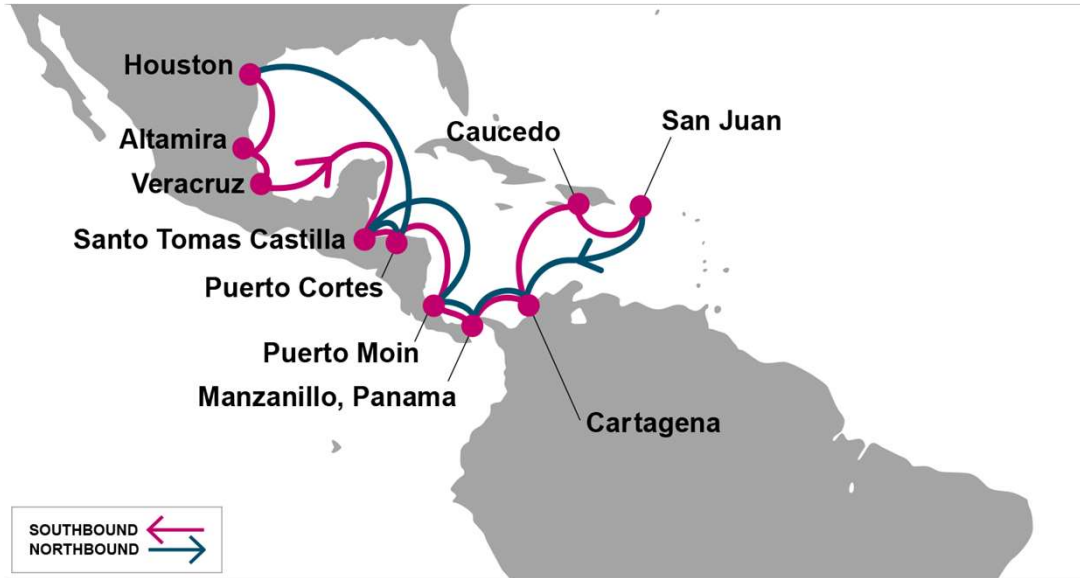 Houston
San Juan
Caucedo
Altamira
Veracruz
Santo Tomas Castilla
Puerto Cortes
Puerto Moin
Manzanillo, Panama
Cartagena
SOUTHBOUND
NORTHBOUND